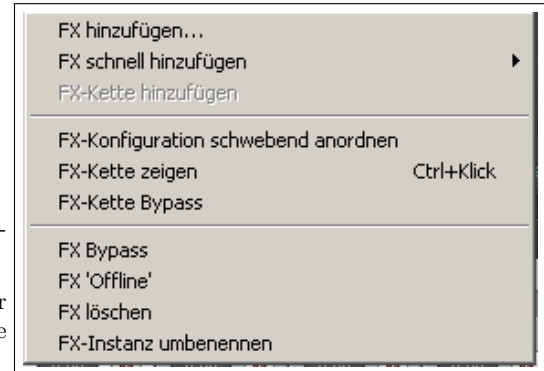 FX hinzufügen...
FX schnell hinzufügen
FX-Kette hinzufügen
FX-Konfiguration schwebend anordnen
FX-Kette zeigen Ctrl+Klick
FX-Kette Bypass
FX Bypass
FX 'Offline'
FX löschen
FX-Instanz umbenennen